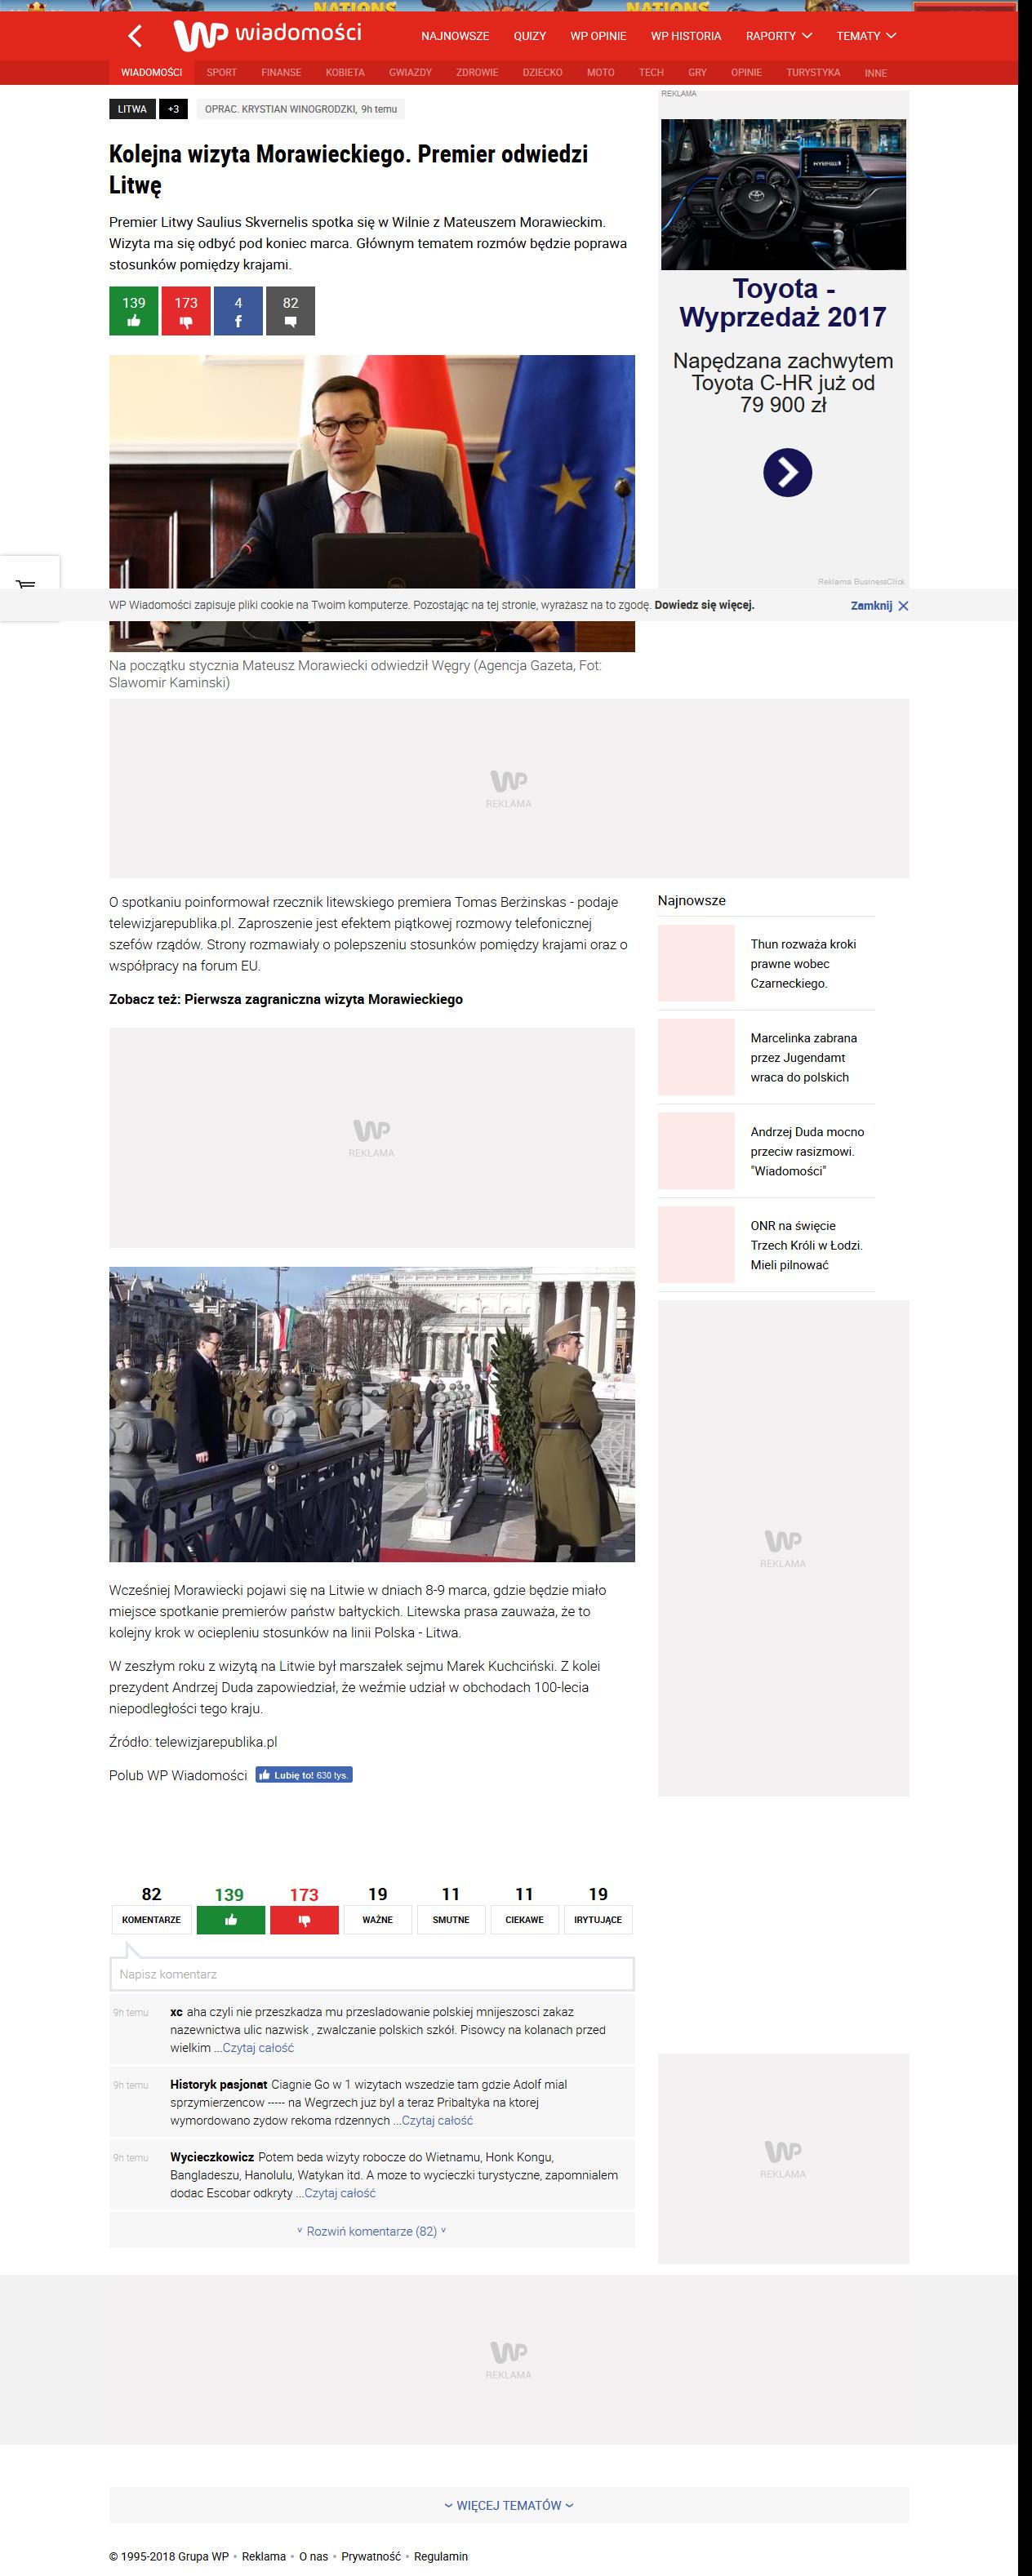 NATIONS NATIONS
WP wiadomości NAJNOWSZE QUIZY WP OPINIE WP HISTORIA RAPORTY TEMATY
WIADOMOŚCI SPORT FINANSE KOBIETA GWIAZDY ZDROWIE DZIECKO MOTO TECH GRY OPINIE TURYSTYKA INNE
LITWA +3 OPRAC. KRYSTIAN WINOGRODZKI, 9h temu
Kolejna wizyta Morawieckiego. Premier odwiedzi
Litwę
Premier Litwy Saulius Skvernelis spotka się w Wilnie z Mateuszem Morawieckim.
Wizyta ma się odbyć pod koniec marca. Głównym tematem rozmów będzie poprawa
stosunków pomiędzy krajami.
139 173 4 82
REKLAMA
Toyota -
Wyprzedaż 2017
Napędzana zachwytem
Toyota C-HR już od
79 900 zł
Reklama BusinessClick
WP Wiadomości zapisuje pliki cookie na Twoim komputerze. Pozostając na tej stronie, wyrażasz na to zgodę. Dowiedz się więcej. Zamknij
Na początku stycznia Mateusz Morawiecki odwiedził Węgry (Agencja Gazeta, Fot:
Slawomir Kaminski)
WP
REKLAMA
O spotkaniu poinformował rzecznik litewskiego premiera Tomas Beržinskas - podaje
telewizjarepublika.pl. Zaproszenie jest efektem piątkowej rozmowy telefonicznej
szefów rządów. Strony rozmawiały o polepszeniu stosunków pomiędzy krajami oraz o
współpracy na forum EU.
Zobacz też: Pierwsza zagraniczna wizyta Morawieckiego
WP
REKLAMA
Najnowsze
Thun rozważa kroki
prawne wobec
Czarneckiego.
Marcelinka zabrana
przez Jugendamt
wraca do polskich
Andrzej Duda mocno
przeciw rasizmowi.
"Wiadomości"
ONR na święcie
Trzech Króli w Łodzi.
Mieli pilnować
WP
REKLAMA
Wcześniej Morawiecki pojawi się na Litwie w dniach 8-9 marca, gdzie będzie miało
miejsce spotkanie premierów państw bałtyckich. Litewska prasa zauważa, że to
kolejny krok w ociepleniu stosunków na linii Polska - Litwa.
W zeszłym roku z wizytą na Litwie był marszałek sejmu Marek Kuchciński. Z kolei
prezydent Andrzej Duda zapowiedział, że weźmie udział w obchodach 100-lecia
niepodległości tego kraju.
Źródło: telewizjarepublika.pl
Polub WP Wiadomości Lubię to! 630 tys.
82 139 173 19 11 11 19
KOMENTARZE WAŻNE SMUTNE CIEKAWE IRYTUJĄCE
Napisz komentarz
9h temu xc aha czyli nie przeszkadza mu przesladowanie polskiej mnijeszosci zakaz
nazewnictwa ulic nazwisk , zwalczanie polskich szkół. Pisowcy na kolanach przed
wielkim ...Czytaj całość
9h temu Historyk pasjonat Ciagnie Go w 1 wizytach wszedzie tam gdzie Adolf mial
sprzymierzencow ----- na Wegrzech juz byl a teraz Pribaltyka na ktorej
wymordowano zydow rekoma rdzennych ...Czytaj całość
9h temu Wycieczkowicz Potem beda wizyty robocze do Wietnamu, Honk Kongu,
Bangladeszu, Hanolulu, Watykan itd. A moze to wycieczki turystyczne, zapomnialem
dodac Escobar odkryty ...Czytaj całość
˅ Rozwiń komentarze (82) ˅
WP
REKLAMA
WP
REKLAMA
WIĘCEJ TEMATÓW
© 1995-2018 Grupa WP • Reklama • O nas • Prywatność • Regulamin